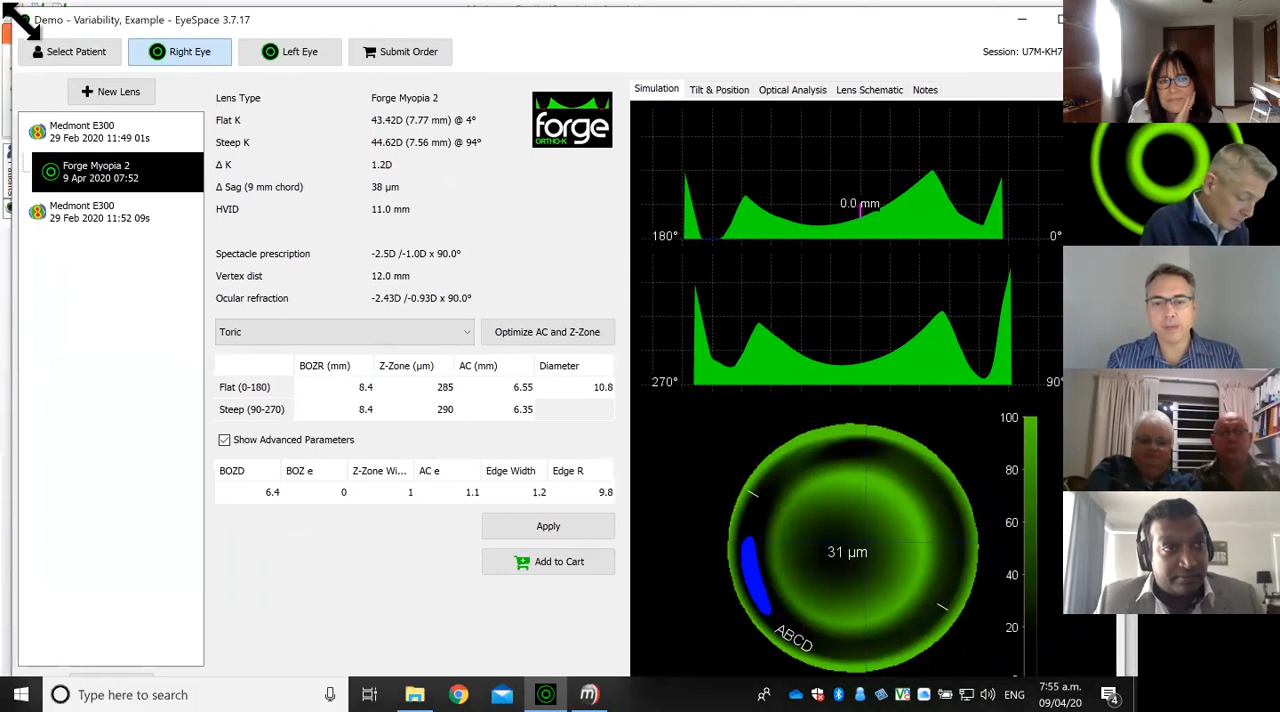 Demo - Variability, Example - EyeSpace 3.7.17
Select Patient
Right Eye
Left Eye
Submit Order
Session: U7M-KH7
New Lens
Medmont E300
29 Feb 2020 11:49 01s
Forge Myopia 2
9 Apr 2020 07:52
Medmont E300
29 Feb 2020 11:52 09s
Lens Type Forge Myopia 2
Flat K 43.42D (7.77 mm) @ 4°
Steep K 44.62D (7.56 mm) @ 94°
Δ K 1.2D
Δ Sag (9 mm chord) 38 µm
HVID 11.0 mm
forge
ORTHO-K
Spectacle prescription -2.5D /-1.0D x 90.0°
Vertex dist 12.0 mm
Ocular refraction -2.43D /-0.93D x 90.0°
Toric
Optimize AC and Z-Zone
BOZR (mm) Z-Zone (µm) AC (mm) Diameter
Flat (0-180) 8.4 285 6.55 10.8
Steep (90-270) 8.4 290 6.35
Show Advanced Parameters
BOZD BOZ e Z-Zone Wi... AC e Edge Width Edge R
6.4 0 1 1.1 1.2 9.8
Apply
Add to Cart
Simulation Tilt & Position Optical Analysis Lens Schematic Notes
0.0 mm
180° 0°
270° 90°
100
80
60
40
20
31 µm
ABCD
Type here to search
ENG
7:55 a.m.
09/04/20
4